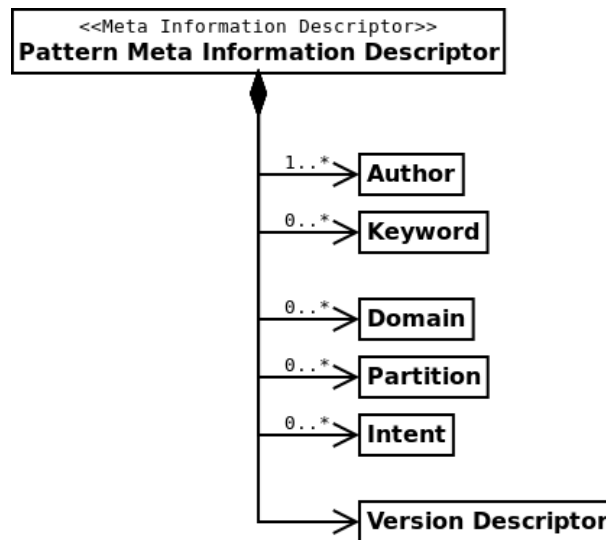 <<Meta Information Descriptor>>
Pattern Meta Information Descriptor
1..*
Author
0..*
Keyword
0..*
Domain
0..*
Partition
0..*
Intent
Version Descriptor